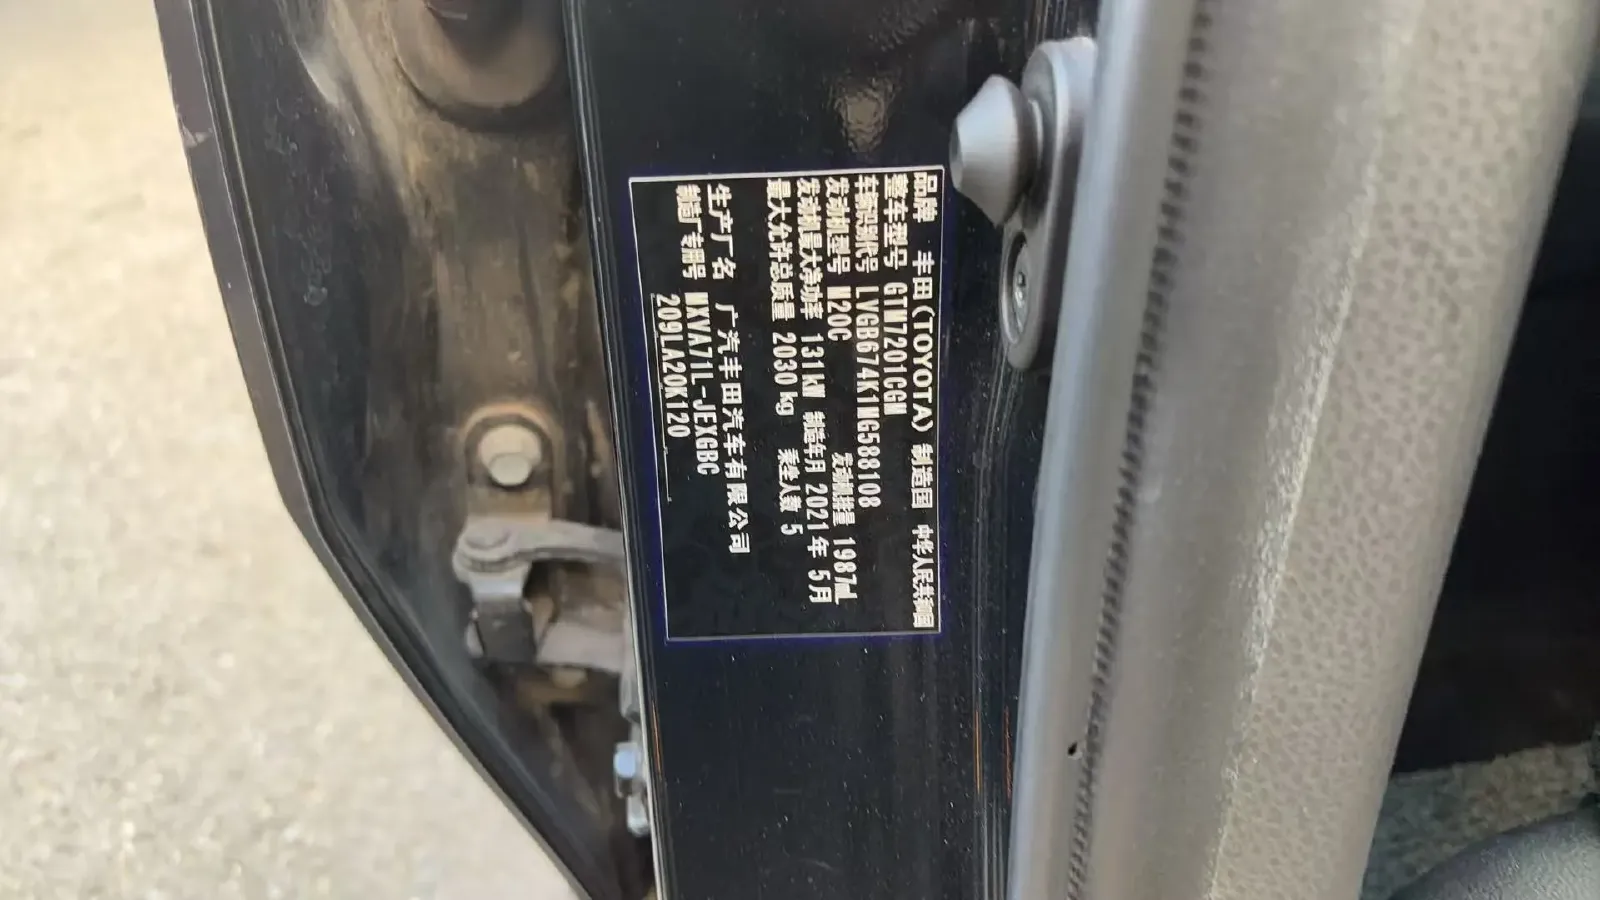 品牌 丰田(TOYOTA) 制造国 中华人民共和国
整车型号 GTM7201CGM
车辆识别代号 LVGB674K1MG588108
发动机型号 M20C 发动机排量 1987mL
发动机最大净功率 131kW 制造年月 2021年 5月
最大允许总质量 2030kg 乘坐人数 5
生产厂名 广汽丰田汽车有限公司
制造厂专用号 MXVA71L-JEXGBC
209LA20K120